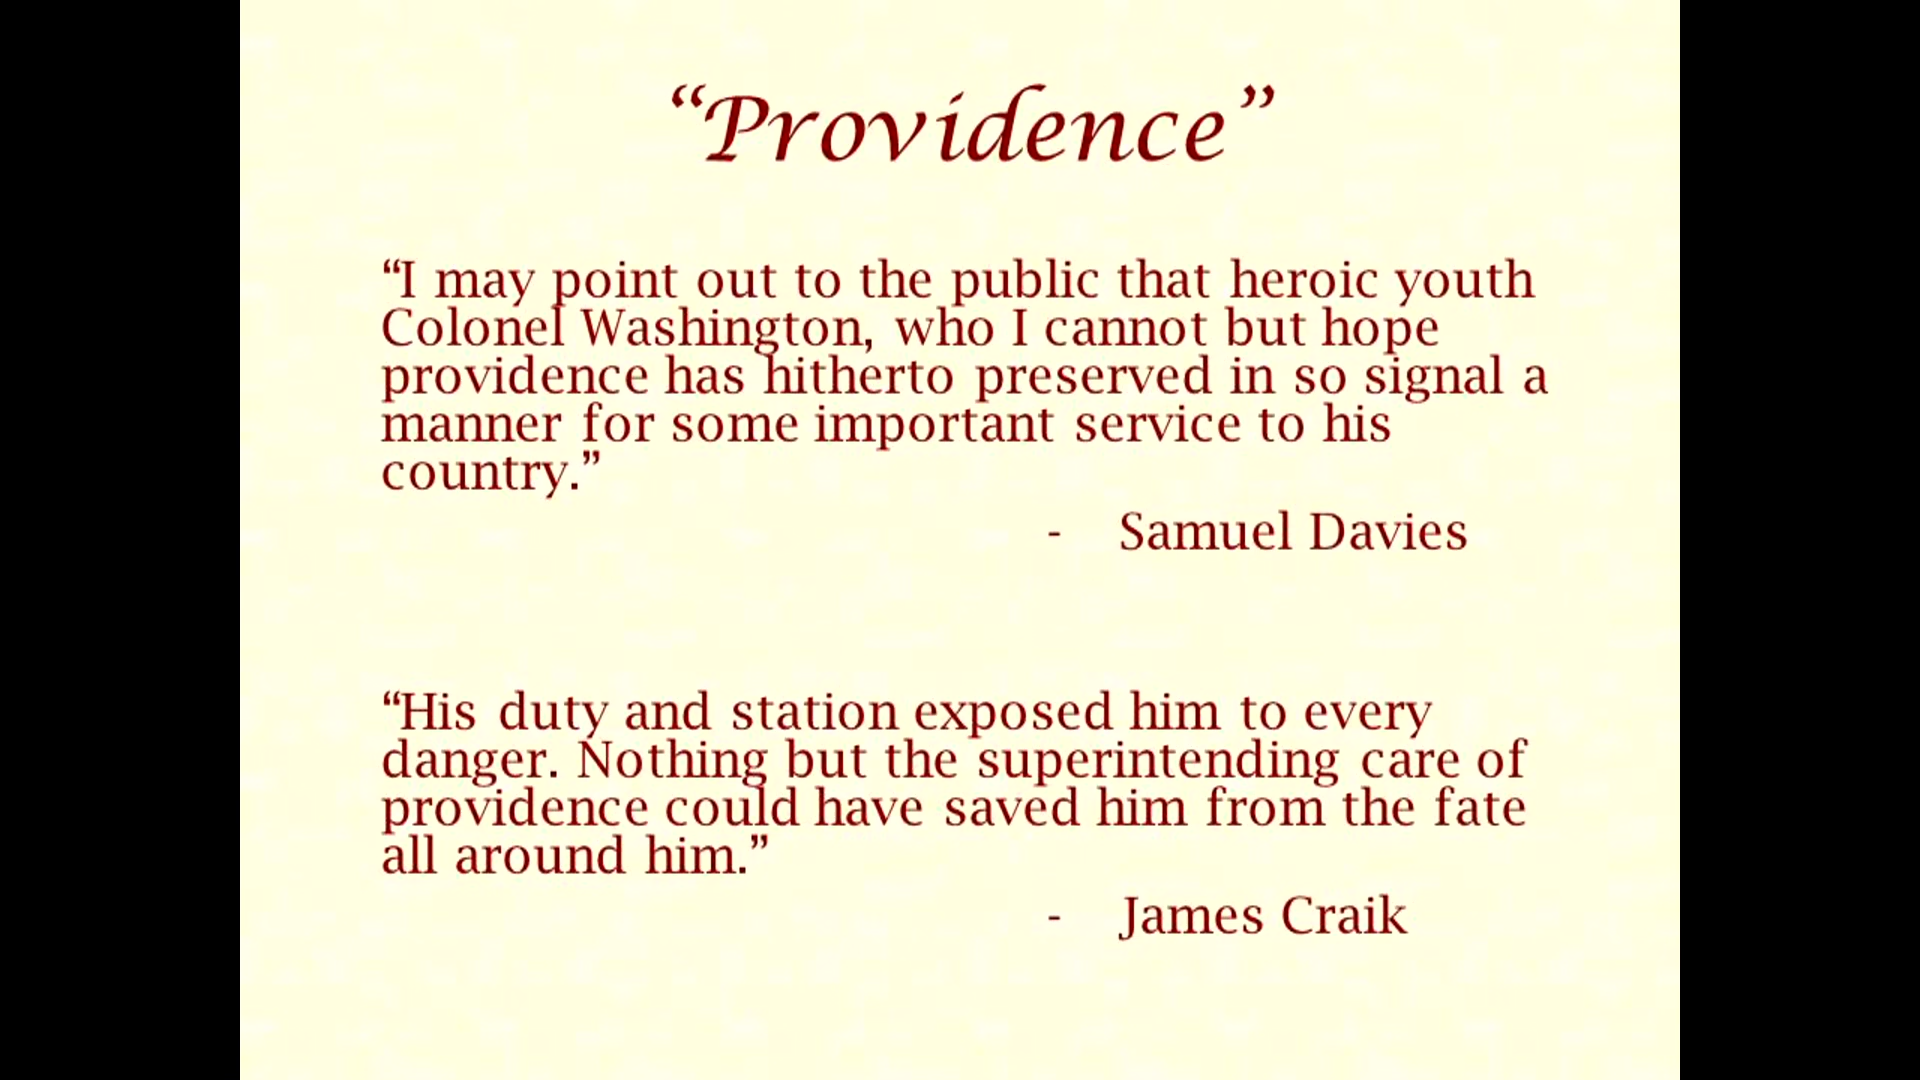 “Providence”
“I may point out to the public that heroic youth
Colonel Washington, who I cannot but hope
providence has hitherto preserved in so signal a
manner for some important service to his
country.”
- Samuel Davies
“His duty and station exposed him to every
danger. Nothing but the superintending care of
providence could have saved him from the fate
all around him.”
- James Craik